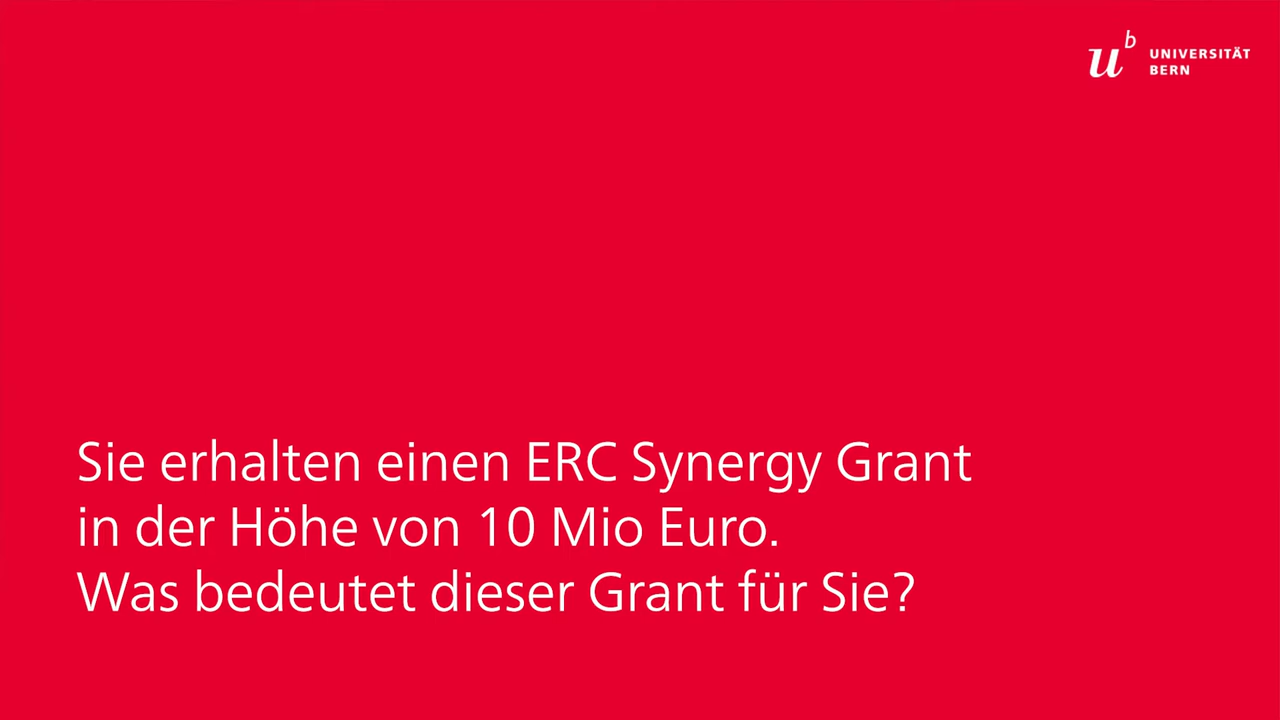 u b UNIVERSITÄT
BERN
Sie erhalten einen ERC Synergy Grant
in der Höhe von 10 Mio Euro.
Was bedeutet dieser Grant für Sie?